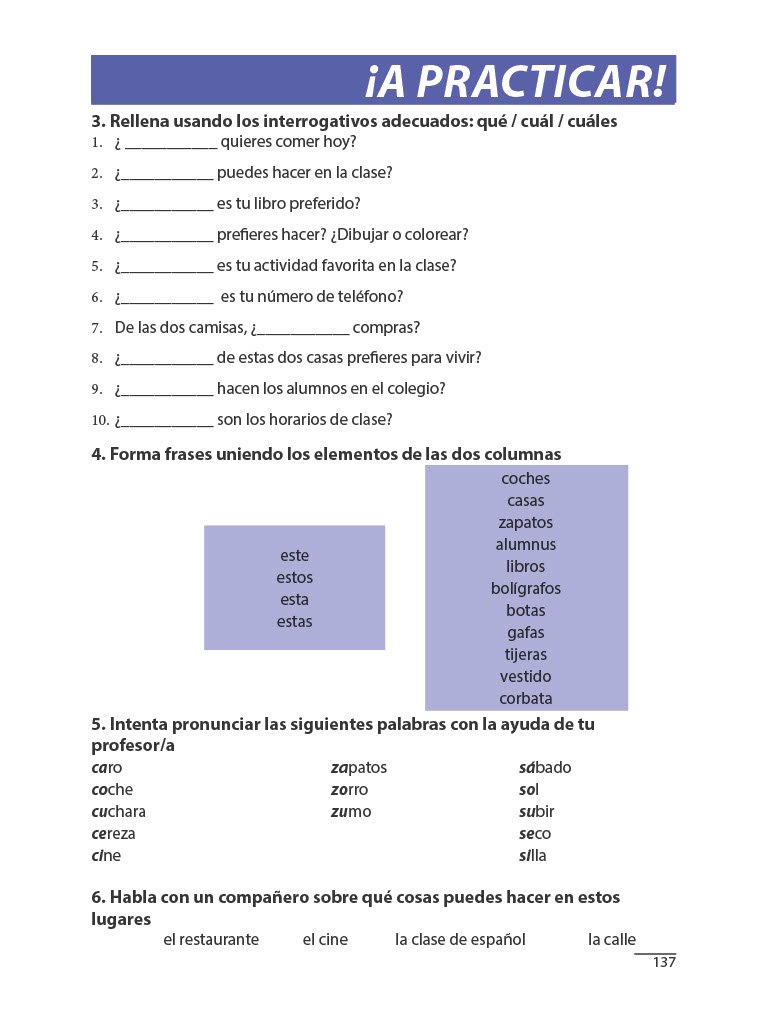 ¡A PRACTICAR!
3. Rellena usando los interrogativos adecuados: qué / cuál / cuáles
1. ¿ ___________ quieres comer hoy?
2. ¿___________ puedes hacer en la clase?
3. ¿___________ es tu libro preferido?
4. ¿___________ prefieres hacer? ¿Dibujar o colorear?
5. ¿___________ es tu actividad favorita en la clase?
6. ¿___________ es tu número de teléfono?
7. De las dos camisas, ¿___________ compras?
8. ¿___________ de estas dos casas prefieres para vivir?
9. ¿___________ hacen los alumnos en el colegio?
10. ¿___________ son los horarios de clase?
4. Forma frases uniendo los elementos de las dos columnas
este
estos
esta
estas
coches
casas
zapatos
alumnus
libros
bolígrafos
botas
gafas
tijeras
vestido
corbata
5. Intenta pronunciar las siguientes palabras con la ayuda de tu
profesor/a
caro zapatos sábado
coche zorro sol
cuchara zumo subir
cereza seco
cine silla
6. Habla con un compañero sobre qué cosas puedes hacer en estos
lugares
el restaurante el cine la clase de español la calle
137